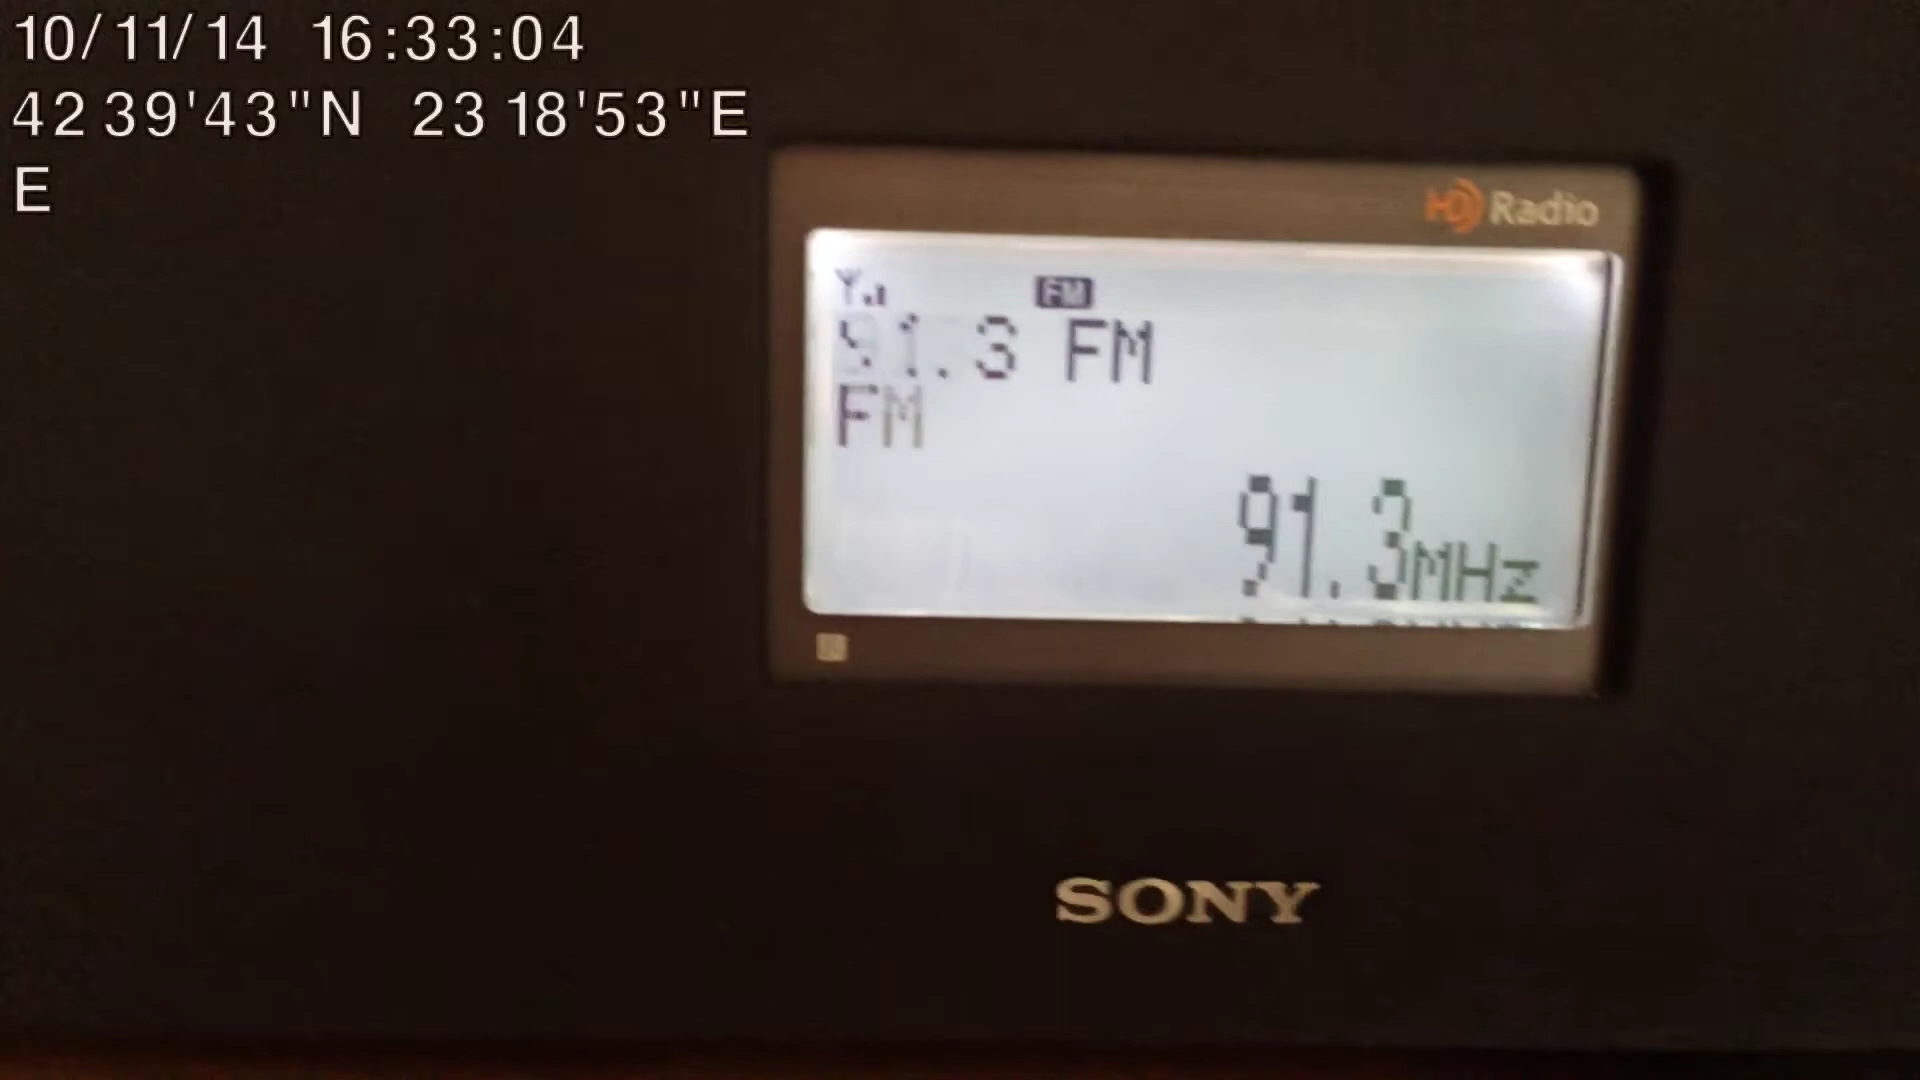 10/11/14 16:33:04
42 39'43"N 23 18'53"E
E
HD Radio
FM
91.3 FM
FM
91.3MHz
SONY